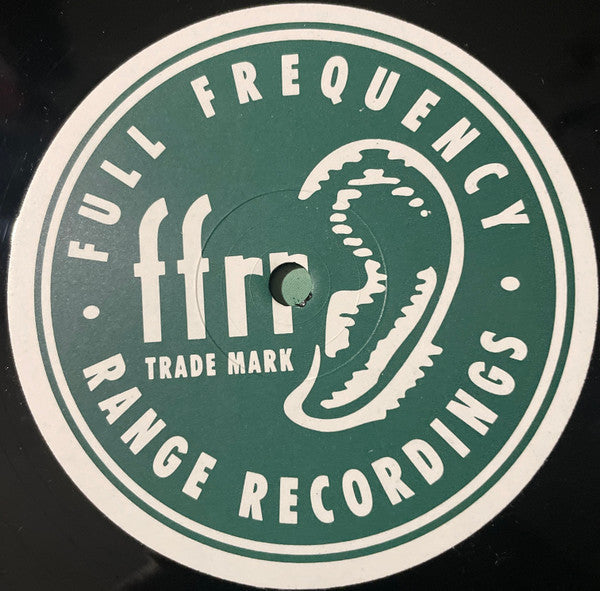 FULL FREQUENCY
ffrr
TRADE MARK
RANGE RECORDINGS